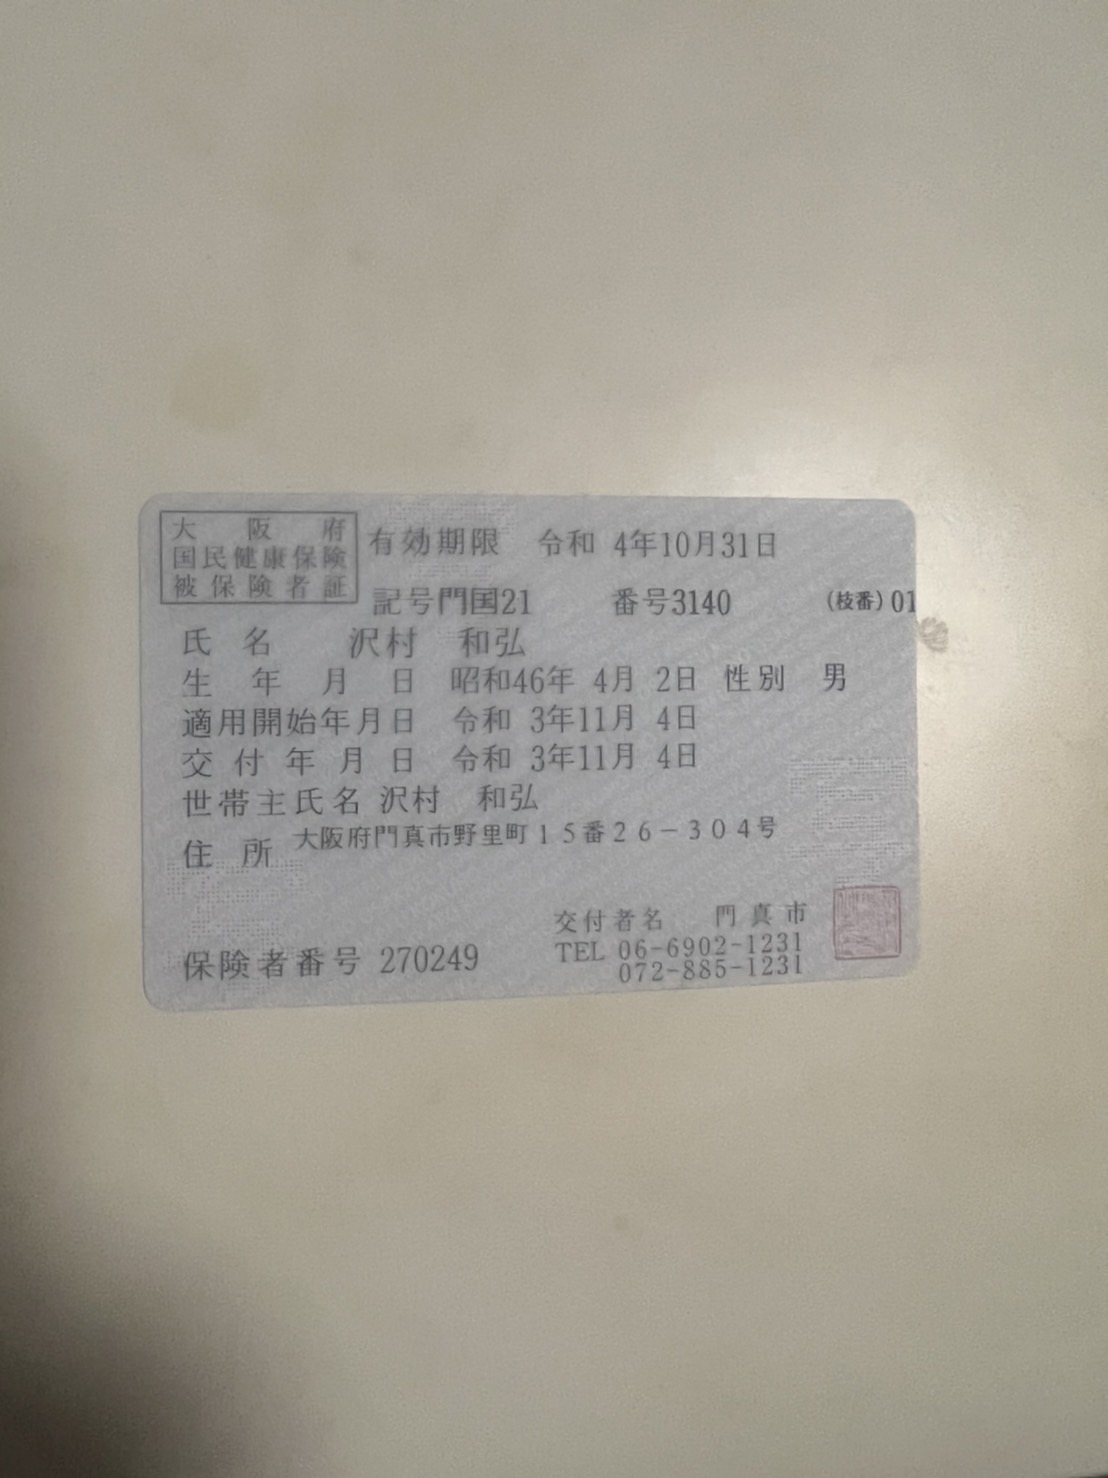 大阪府
国民健康保険
被保険者証
有効期限 令和 4年10月31日
記号門国21 番号3140 (枝番)01
氏名 沢村 和弘
生年月日 昭和46年 4月 2日 性別 男
適用開始年月日 令和 3年11月 4日
交付年月日 令和 3年11月 4日
世帯主氏名 沢村 和弘
住所 大阪府門真市野里町15番26-304号
保険者番号 270249
交付者名 門真市
TEL 06-6902-1231
072-885-1231